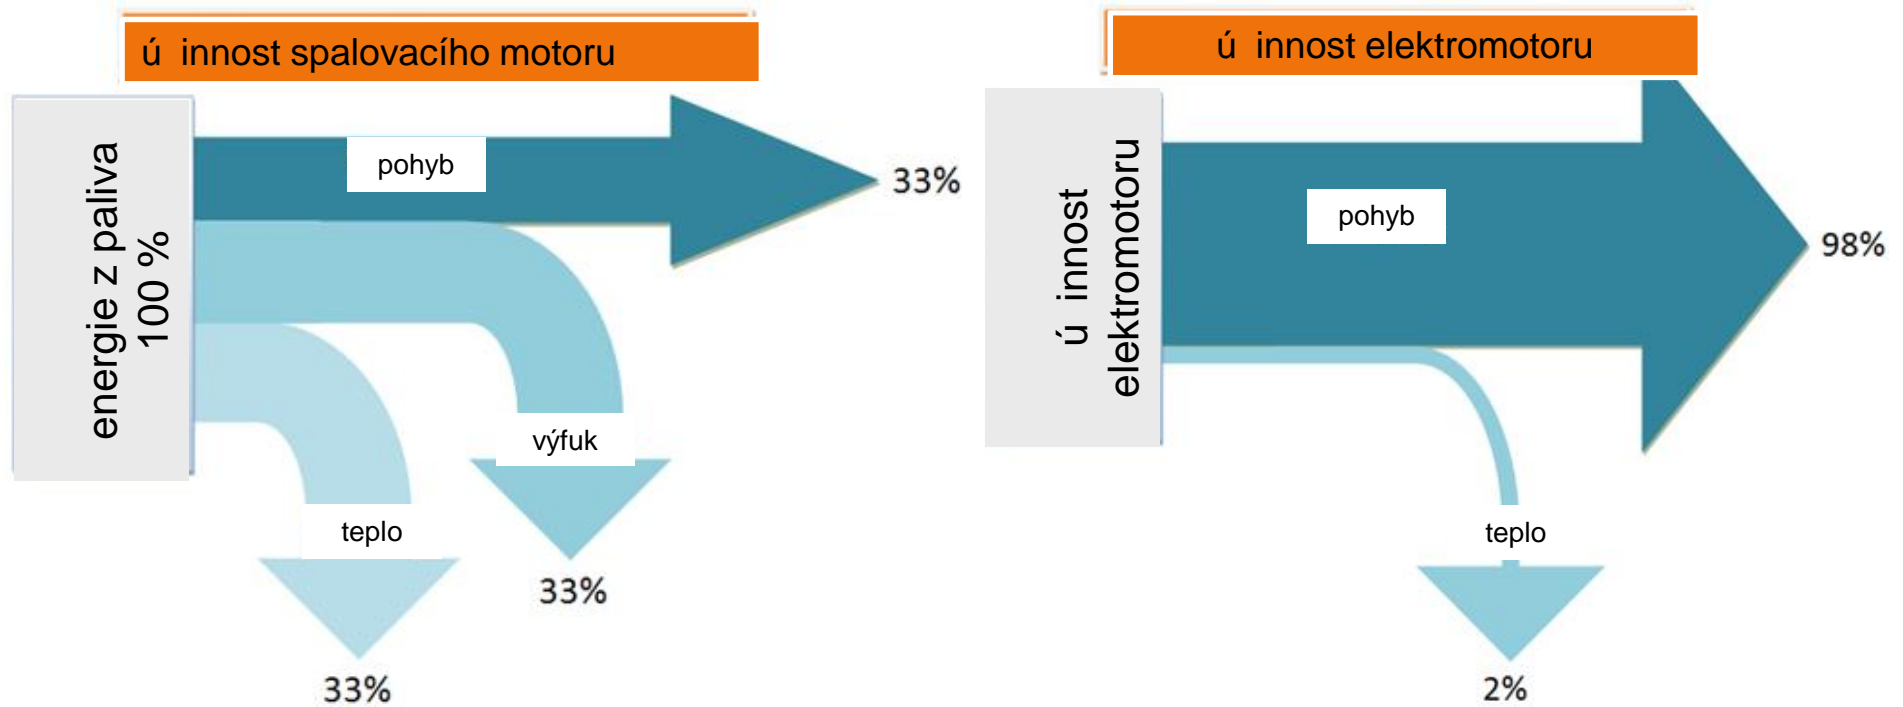 ú innost spalovacího motoru
energie z paliva
100 %
pohyb
33%
výfuk
33%
teplo
33%
ú innost elektromotoru
ú innost
elektromotoru
pohyb
98%
teplo
2%